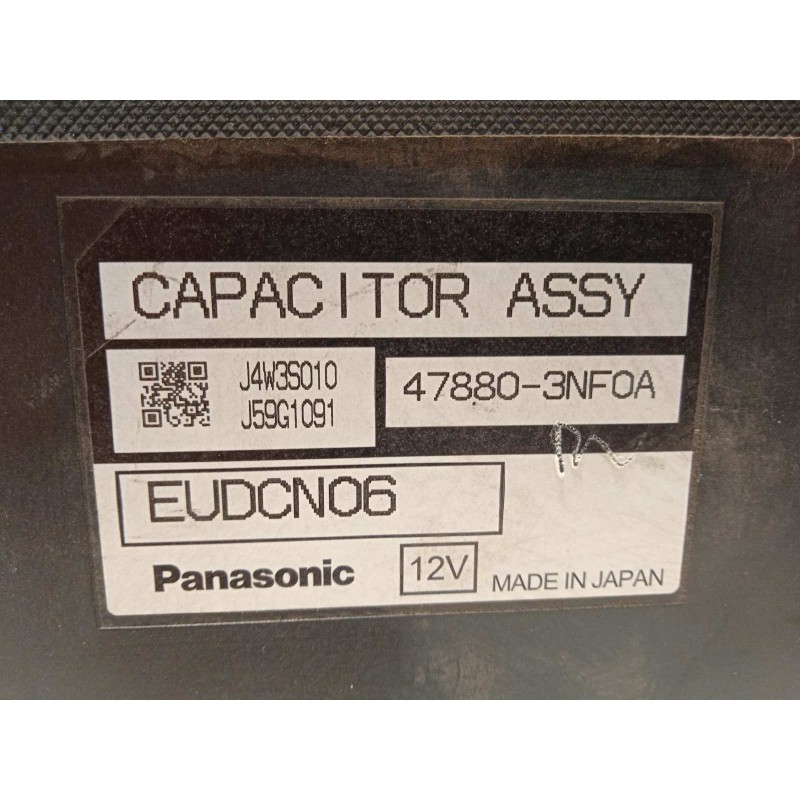 CAPACITOR ASSY
J4W3S010
J59G1091
47880-3NF0A
EUDCN06
Panasonic 12V MADE IN JAPAN